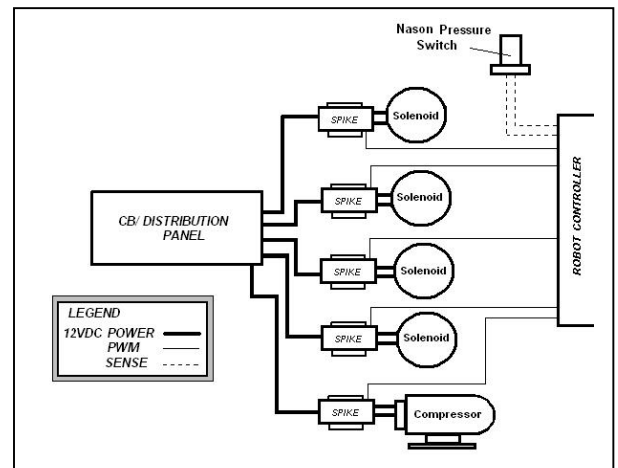 Nason Pressure
Switch
SPIKE
Solenoid
SPIKE
Solenoid
CB/ DISTRIBUTION
PANEL
ROBOT CONTROLLER
SPIKE
Solenoid
LEGEND
12VDC POWER
PWM
SENSE
SPIKE
Solenoid
SPIKE
Compressor